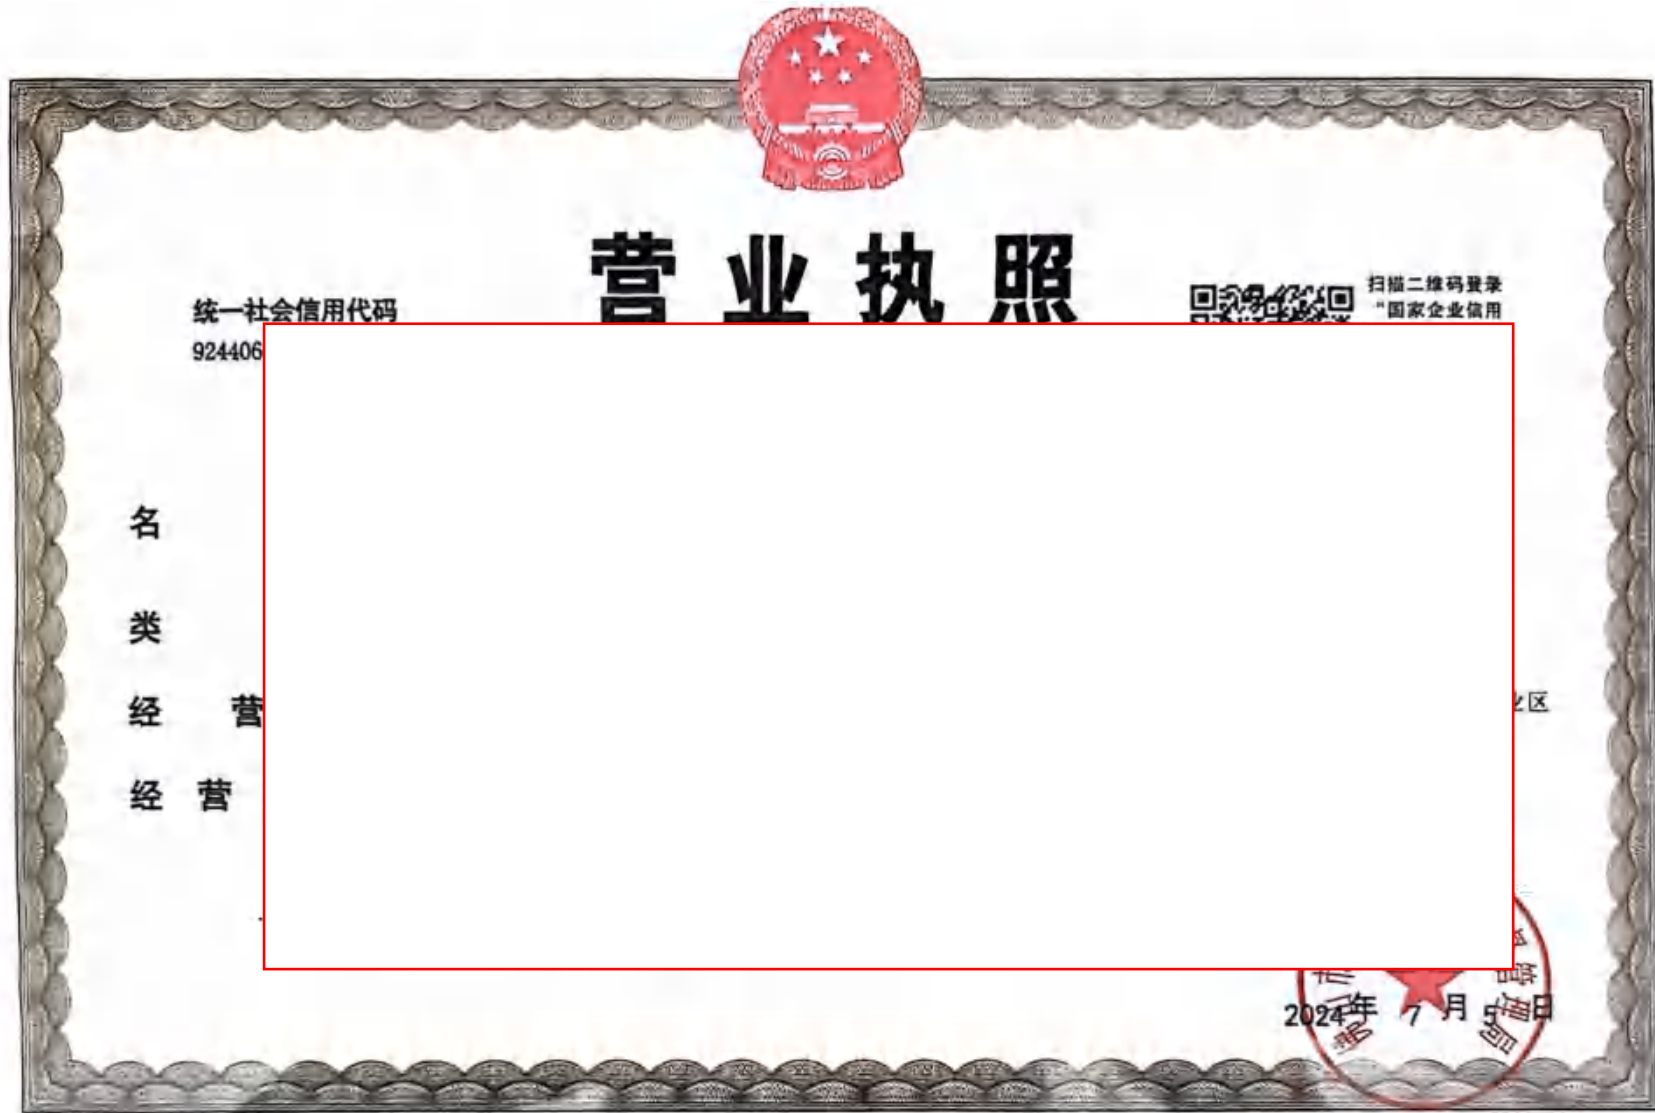 营业执照
统一社会信用代码
924406
扫描二维码登录
“国家企业信用
名
类
经 营
区
经 营
2024年 7 月 5 日